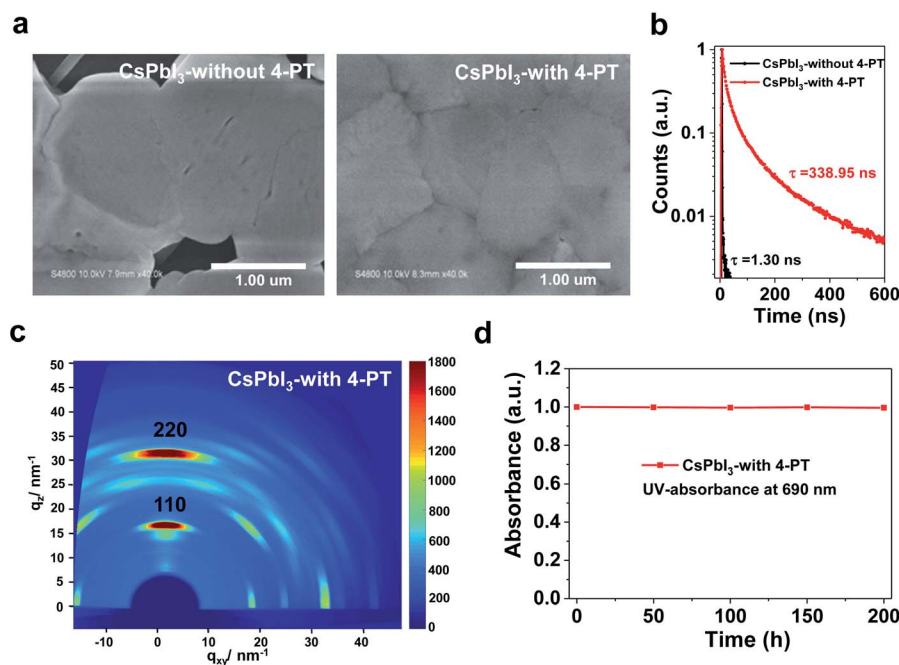 a
CsPbI₃-without 4-PT
S4800 10.0kV 7.9mm x40.0k
1.00 um
CsPbI₃-with 4-PT
S4800 10.0kV 8.3mm x40.0k
1.00 um
b
Counts (a.u.)
1
0.1
0.01
CsPbI₃-without 4-PT
CsPbI₃-with 4-PT
τ =338.95 ns
τ =1.30 ns
0 200 400 600
Time (ns)
c
CsPbI₃-with 4-PT
qz/ nm⁻¹
50
45
40
35
30
25
20
15
10
5
0
220
110
-10 0 10 20 30 40
qxy/ nm⁻¹
1800
1600
1400
1200
1000
800
600
400
200
0
d
Absorbance (a.u.)
1.2
1.0
0.8
0.6
0.4
0.2
0.0
CsPbI₃-with 4-PT
UV-absorbance at 690 nm
0 50 100 150 200
Time (h)